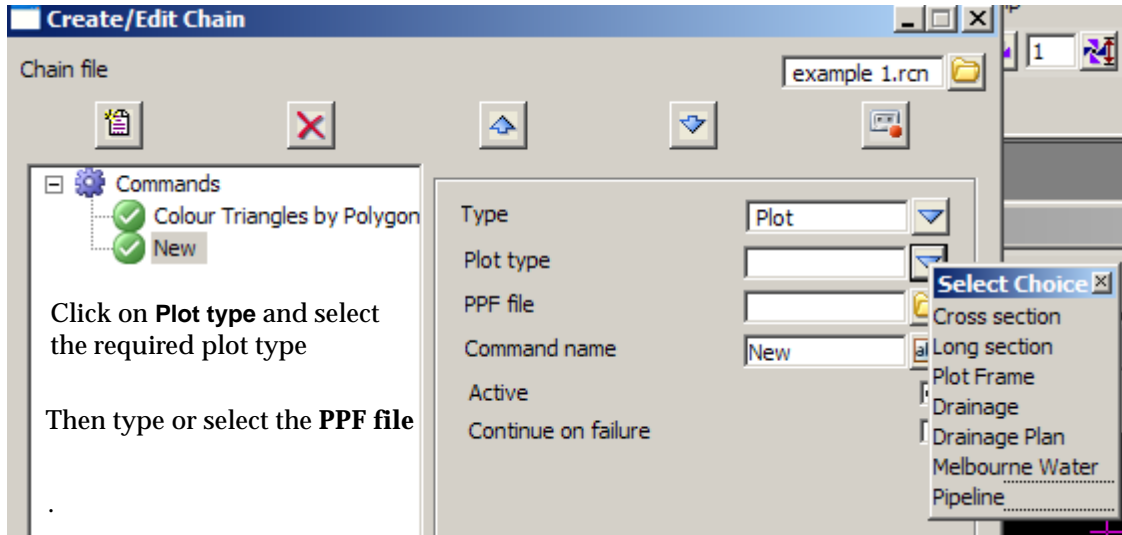 Create/Edit Chain
Chain file
example 1.rcn
1
Commands
Colour Triangles by Polygon
New
Click on Plot type and select
the required plot type
Then type or select the PPF file
.
Type
Plot
Plot type
PPF file
Command name
New
Active
Continue on failure
Select Choice
Cross section
Long section
Plot Frame
Drainage
Drainage Plan
Melbourne Water
Pipeline